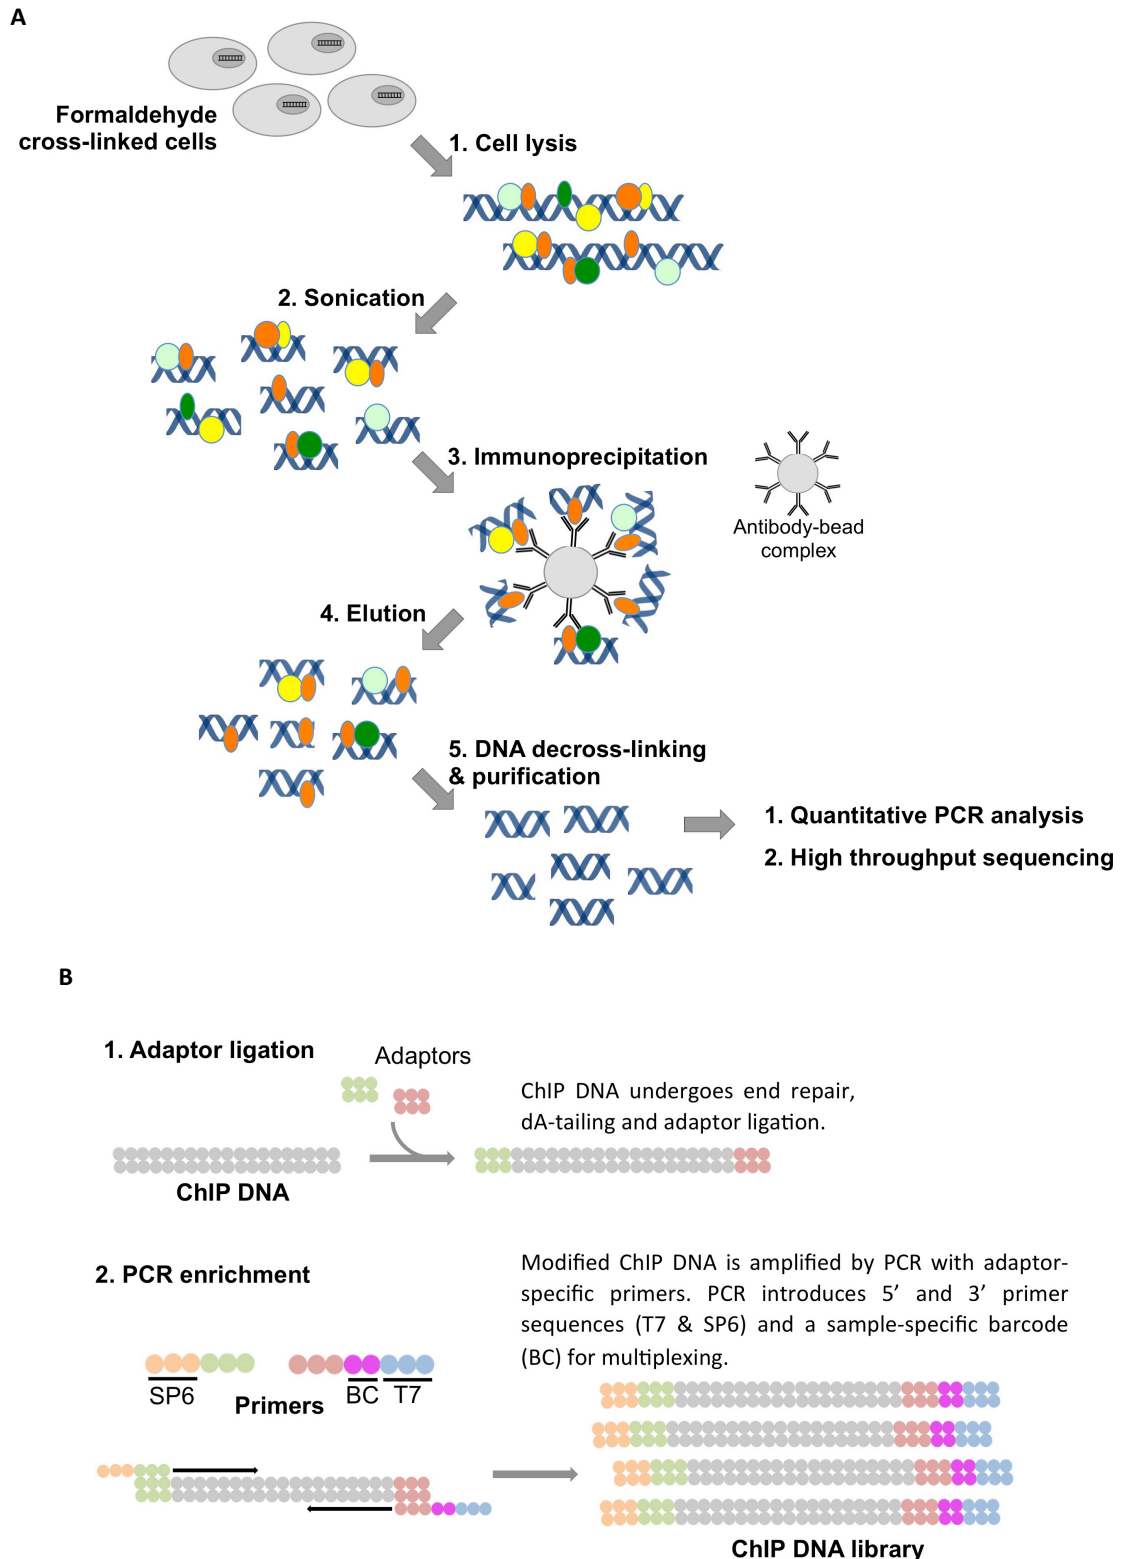 A
Formaldehyde
cross-linked cells
1. Cell lysis
2. Sonication
3. Immunoprecipitation
Antibody-bead
complex
4. Elution
5. DNA decross-linking
& purification
1. Quantitative PCR analysis
2. High throughput sequencing
B
1. Adaptor ligation
Adaptors
ChIP DNA undergoes end repair,
dA-tailing and adaptor ligation.
ChIP DNA
2. PCR enrichment
Modified ChIP DNA is amplified by PCR with adaptor-
specific primers. PCR introduces 5’ and 3’ primer
sequences (T7 & SP6) and a sample-specific barcode
(BC) for multiplexing.
SP6
Primers
BC
T7
ChIP DNA library